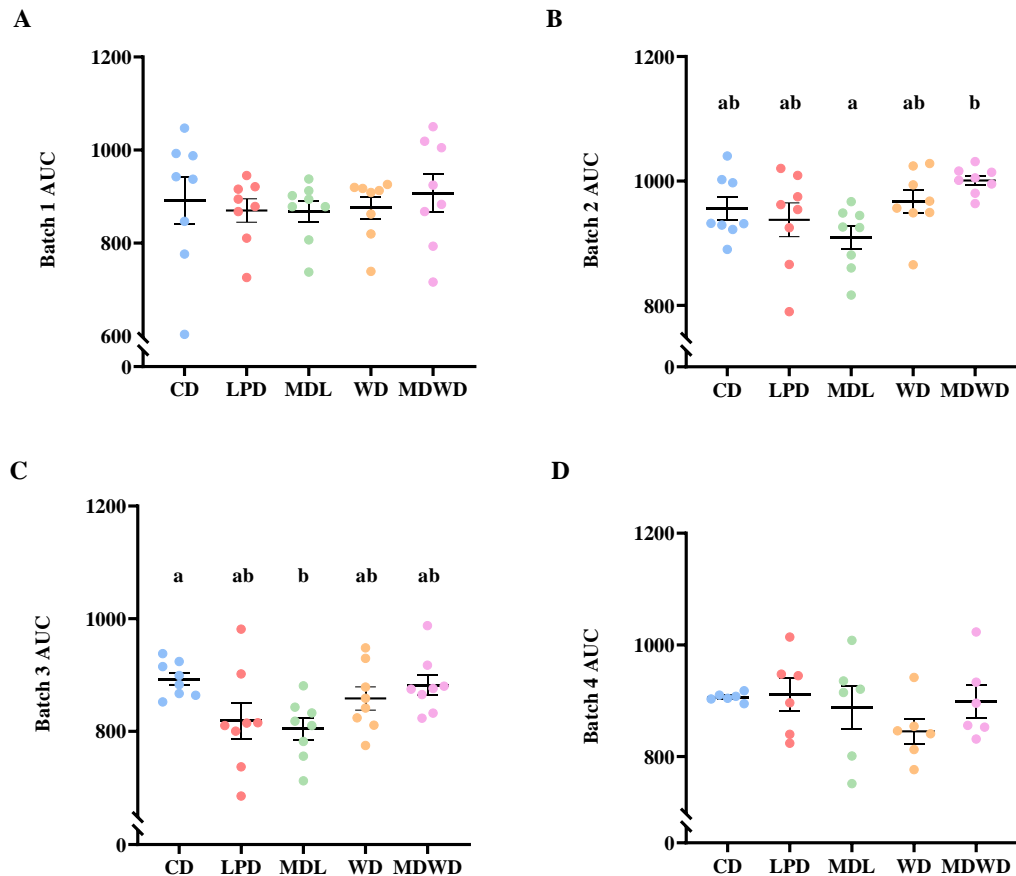 A
Batch 1 AUC
1200
1000
800
600
0
CD LPD MDL WD MDWD
B
Batch 2 AUC
1200
1000
800
0
ab ab a ab b
CD LPD MDL WD MDWD
C
Batch 3 AUC
1200
1000
800
0
a ab b ab ab
CD LPD MDL WD MDWD
D
Batch 4 AUC
1200
1000
800
0
CD LPD MDL WD MDWD